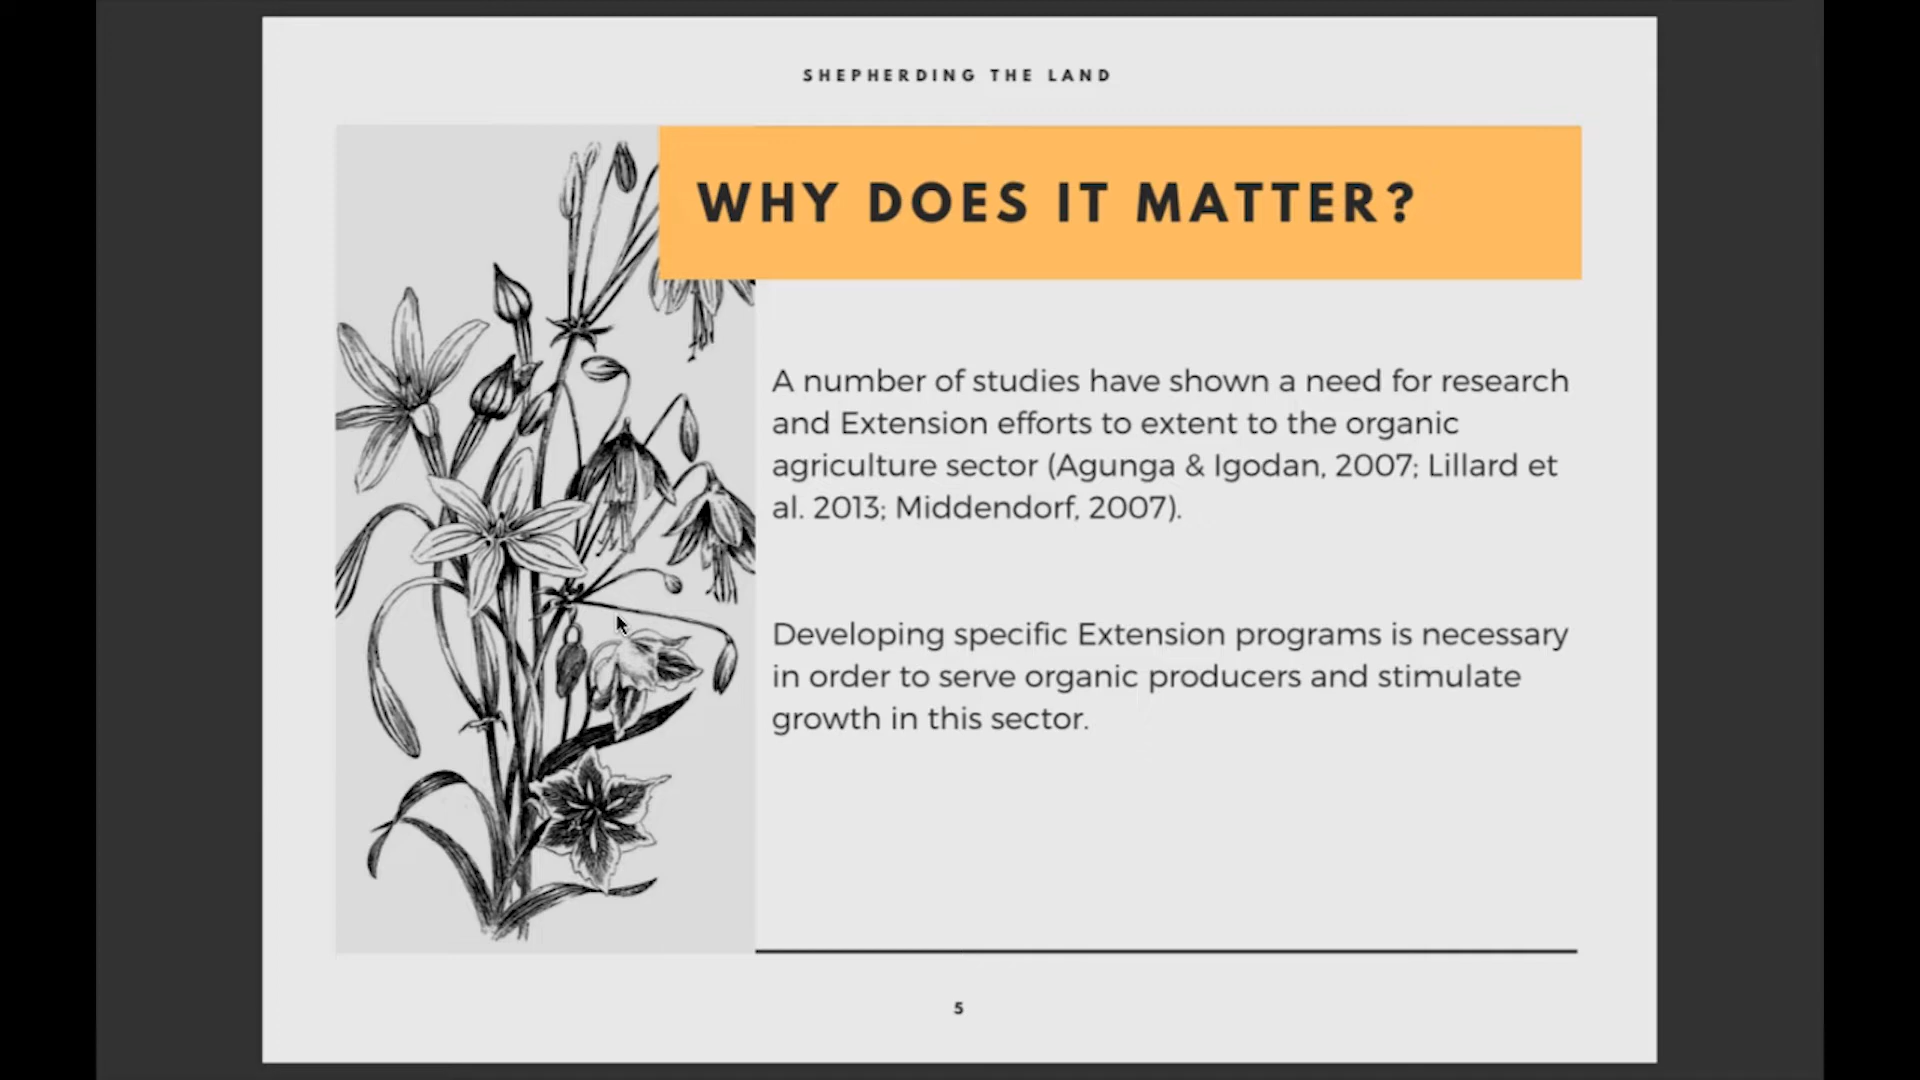 SHEPHERDING THE LAND
WHY DOES IT MATTER?
A number of studies have shown a need for research
and Extension efforts to extent to the organic
agriculture sector (Agunga & Igodan, 2007; Lillard et
al. 2013; Middendorf, 2007).
Developing specific Extension programs is necessary
in order to serve organic producers and stimulate
growth in this sector.
5